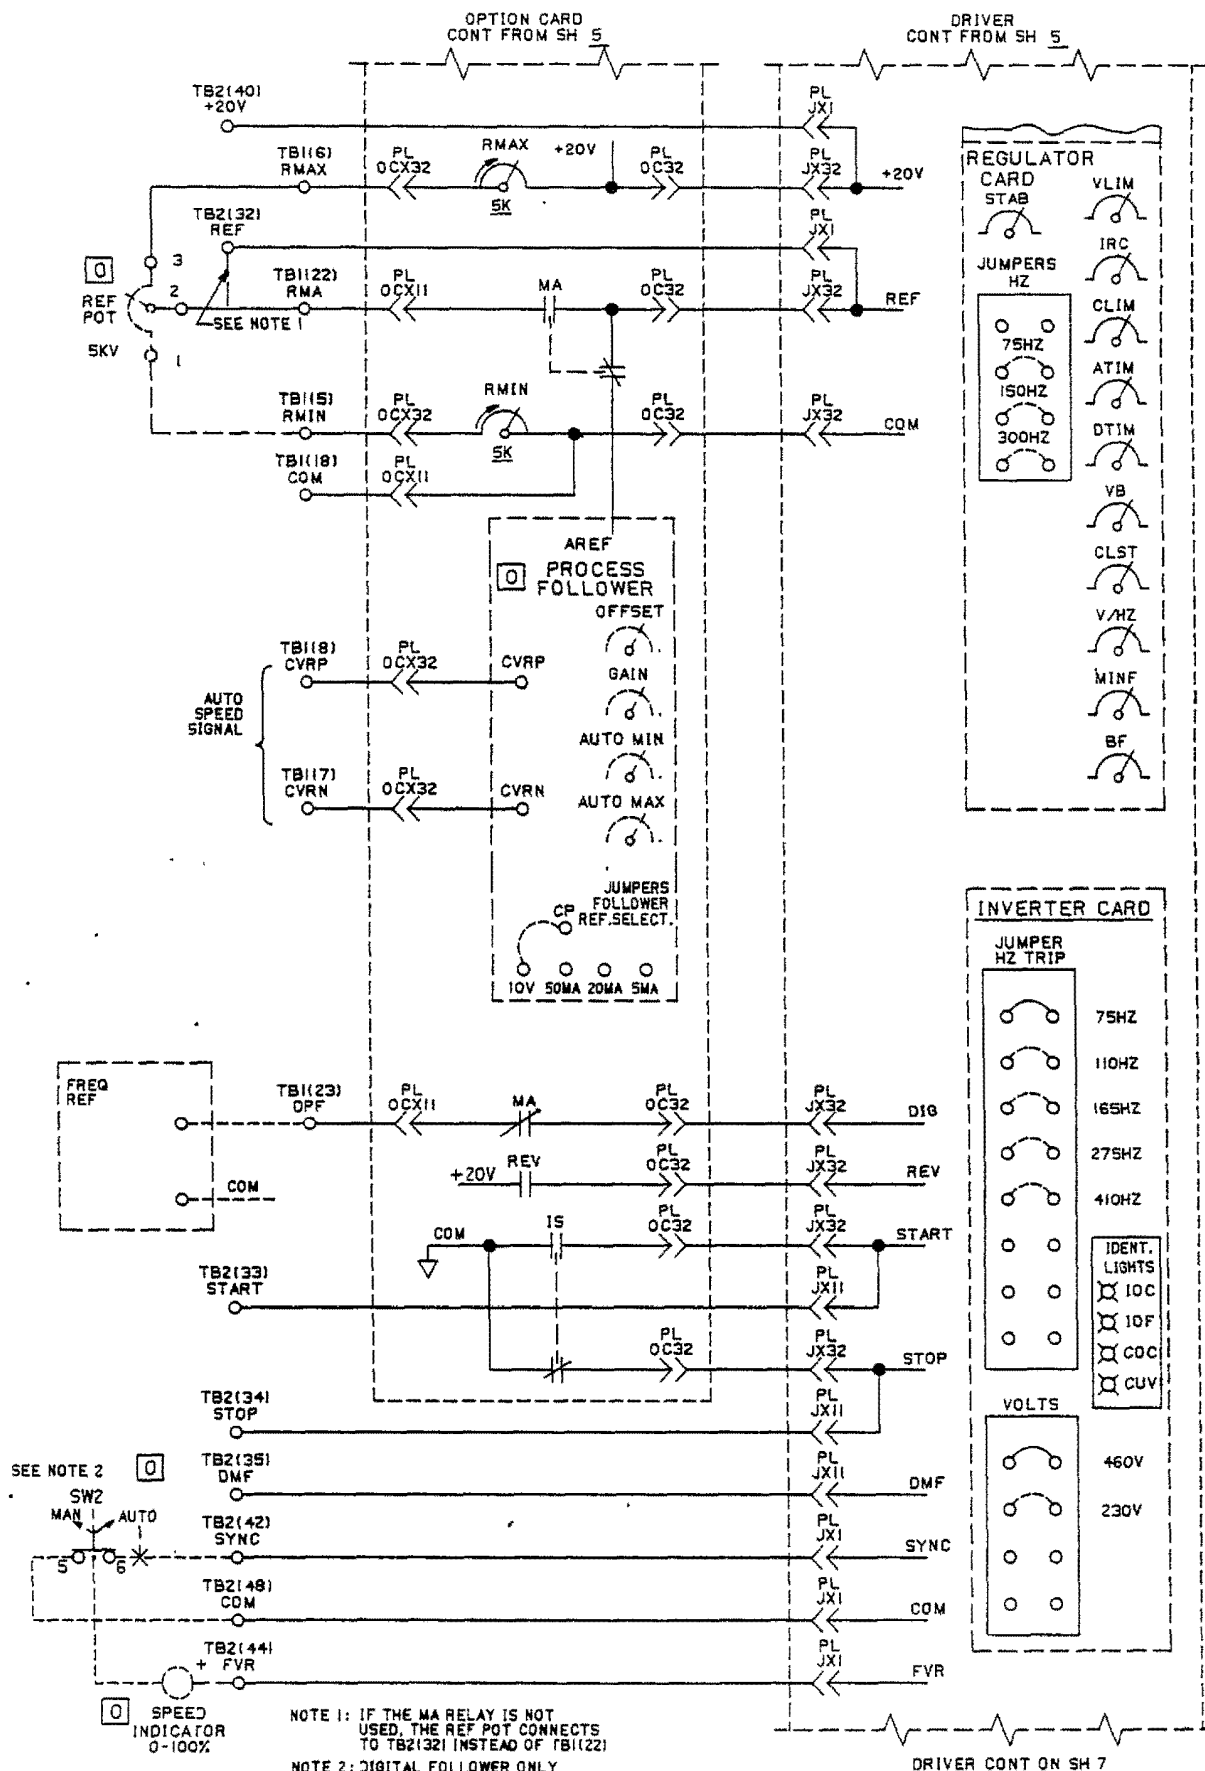 OPTION CARD
CONT FROM SH 5
DRIVER
CONT FROM SH 5
TB2(40)
+20V
PL
JX1
TB1(6)
RMAX
PL
OCX32
RMAX
5K
+20V
PL
OC32
PL
JX32
+20V
TB2(32)
REF
PL
JX1
O
REF
POT
5KV
3
2
1
SEE NOTE 1
TB1(22)
RMA
PL
OCX11
MA
PL
OC32
PL
JX32
REF
TB1(5)
RMIN
PL
OCX32
RMIN
5K
PL
OC32
PL
JX32
COM
TB1(18)
COM
PL
OCX11
REGULATOR
CARD
STAB
VLIM
IRC
JUMPERS
HZ
CLIM
75HZ
ATIM
150HZ
DTIM
300HZ
VB
CLST
V/HZ
MINF
BF
AREF
O
PROCESS
FOLLOWER
OFFSET
GAIN
AUTO MIN
AUTO MAX
AUTO
SPEED
SIGNAL
TB1(8)
CVRP
PL
OCX32
CVRP
TB1(7)
CVRN
PL
OCX32
CVRN
JUMPERS
FOLLOWER
REF.SELECT.
CP
10V 50MA 20MA 5MA
INVERTER CARD
JUMPER
HZ TRIP
75HZ
110HZ
165HZ
275HZ
410HZ
IDENT.
LIGHTS
IOC
IOF
COC
CUV
VOLTS
460V
230V
FREQ
REF
COM
TB1(23)
OPF
PL
OCX11
MA
PL
OC32
PL
JX32
DIG
+20V
REV
PL
OC32
PL
JX32
REV
COM
IS
PL
OC32
PL
JX32
START
TB2(33)
START
PL
JX11
PL
OC32
PL
JX32
STOP
TB2(34)
STOP
PL
JX11
TB2(35)
DMF
PL
JX11
DMF
SEE NOTE 2
O
SW2
MAN
AUTO
5
6
TB2(42)
SYNC
PL
JX1
SYNC
TB2(48)
COM
PL
JX1
COM
TB2(44)
+ FVR
PL
JX1
FVR
O
SPEED
INDICATOR
0-100%
NOTE 1: IF THE MA RELAY IS NOT
USED, THE REF POT CONNECTS
TO TB2(32) INSTEAD OF TB1(22)
NOTE 2: DIGITAL FOLLOWER ONLY
DRIVER CONT ON SH 7